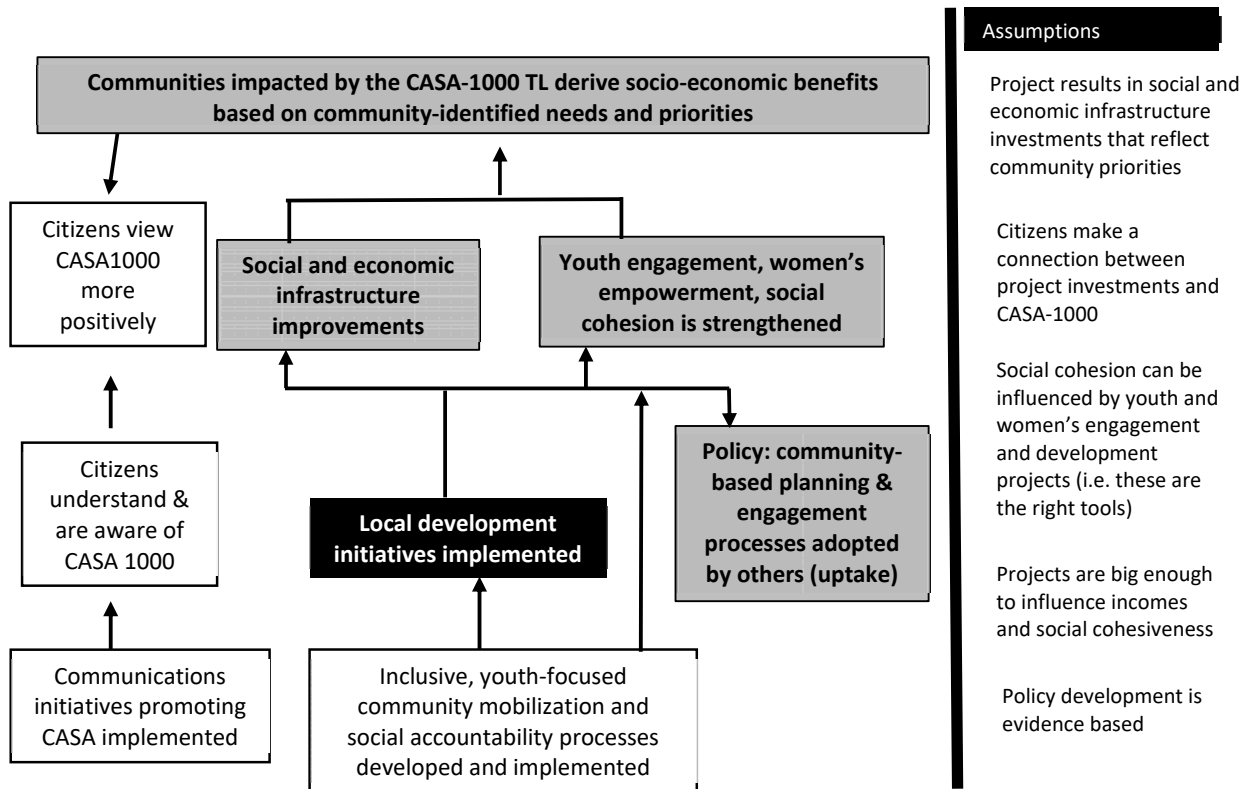 Assumptions
Communities impacted by the CASA-1000 TL derive socio-economic benefits
based on community-identified needs and priorities
Citizens view
CASA1000
more
positively
Social and economic
infrastructure
improvements
Youth engagement, women’s
empowerment, social
cohesion is strengthened
Citizens
understand &
are aware of
CASA 1000
Local development
initiatives implemented
Policy: community-
based planning &
engagement
processes adopted
by others (uptake)
Communications
initiatives promoting
CASA implemented
Inclusive, youth-focused
community mobilization and
social accountability processes
developed and implemented
Project results in social and
economic infrastructure
investments that reflect
community priorities
Citizens make a
connection between
project investments and
CASA-1000
Social cohesion can be
influenced by youth and
women’s engagement
and development
projects (i.e. these are
the right tools)
Projects are big enough
to influence incomes
and social cohesiveness
Policy development is
evidence based